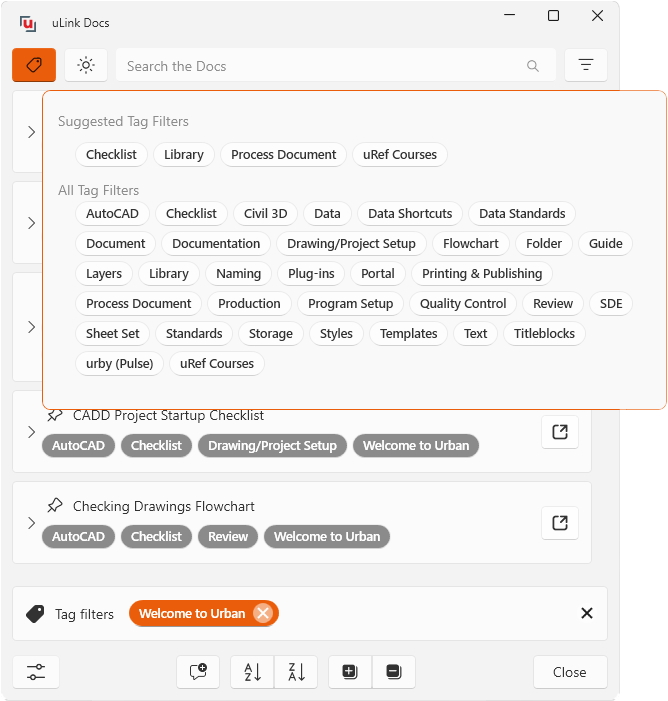 uLink Docs
Search the Docs
Suggested Tag Filters
Checklist Library Process Document uRef Courses
All Tag Filters
AutoCAD Checklist Civil 3D Data Data Shortcuts Data Standards
Document Documentation Drawing/Project Setup Flowchart Folder Guide
Layers Library Naming Plug-ins Portal Printing & Publishing
Process Document Production Program Setup Quality Control Review SDE
Sheet Set Standards Storage Styles Templates Text Titleblocks
urby (Pulse) uRef Courses
CADD Project Startup Checklist
AutoCAD Checklist Drawing/Project Setup Welcome to Urban
Checking Drawings Flowchart
AutoCAD Checklist Review Welcome to Urban
Tag filters Welcome to Urban
Close